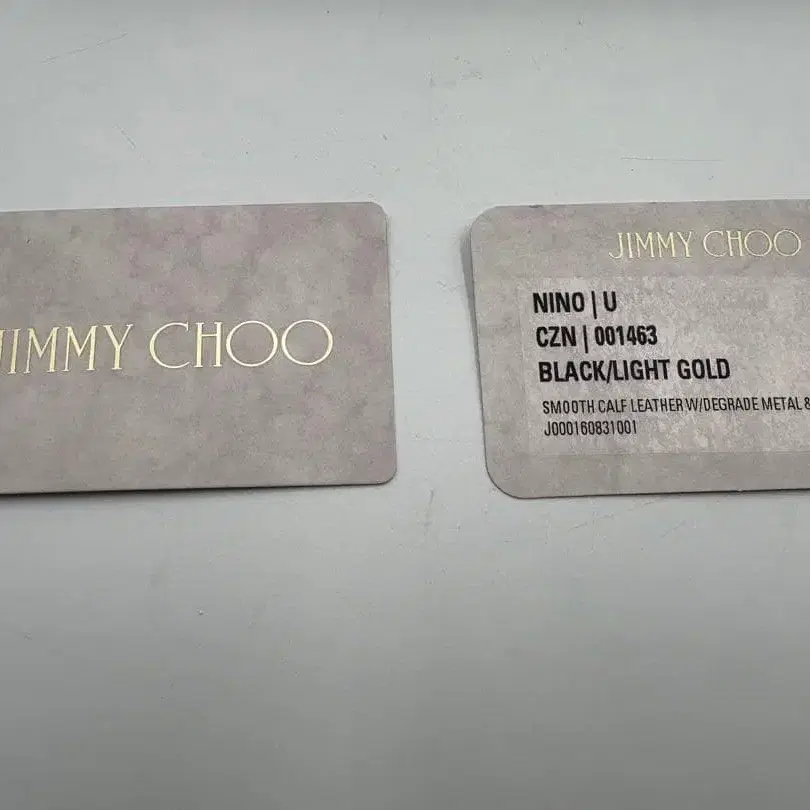 JIMMY CHOO
JIMMY CHOO
NINO | U
CZN | 001463
BLACK/LIGHT GOLD
SMOOTH CALF LEATHER W/DEGRADE METAL &
J000160831001